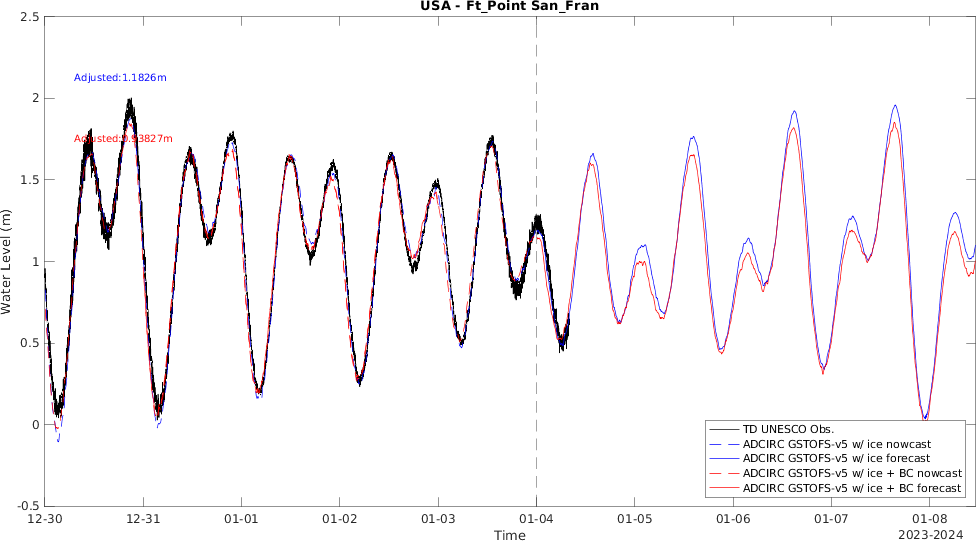 USA - Ft_Point San_Fran
2.5
2
1.5
1
0.5
0
-0.5
Water Level (m)
Adjusted:1.1826m
Adjusted:0.93827m
TD UNESCO Obs.
ADCIRC GSTOFS-v5 w/ ice nowcast
ADCIRC GSTOFS-v5 w/ ice forecast
ADCIRC GSTOFS-v5 w/ ice + BC nowcast
ADCIRC GSTOFS-v5 w/ ice + BC forecast
12-30 12-31 01-01 01-02 01-03 01-04 01-05 01-06 01-07 01-08
Time
2023-2024